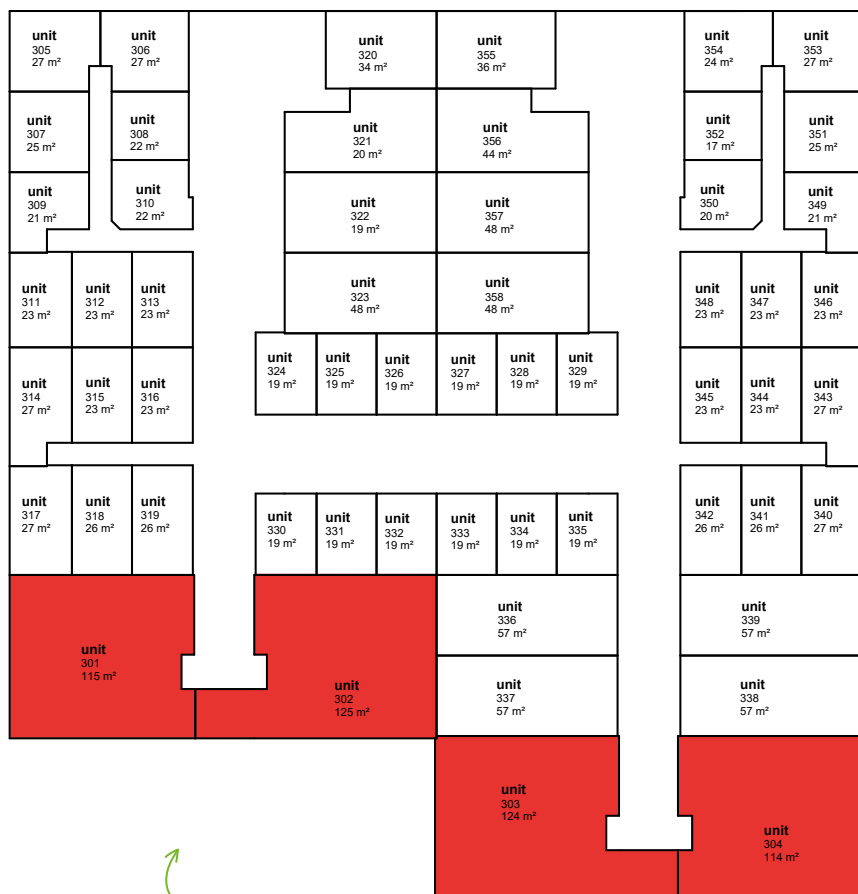 unit
305
27 m²
unit
306
27 m²
unit
320
34 m²
unit
355
36 m²
unit
354
24 m²
unit
353
27 m²
unit
307
25 m²
unit
308
22 m²
unit
321
20 m²
unit
356
44 m²
unit
352
17 m²
unit
351
25 m²
unit
309
21 m²
unit
310
22 m²
unit
322
19 m²
unit
357
48 m²
unit
350
20 m²
unit
349
21 m²
unit
311
23 m²
unit
312
23 m²
unit
313
23 m²
unit
323
48 m²
unit
358
48 m²
unit
348
23 m²
unit
347
23 m²
unit
346
23 m²
unit
324
19 m²
unit
325
19 m²
unit
326
19 m²
unit
327
19 m²
unit
328
19 m²
unit
329
19 m²
unit
314
27 m²
unit
315
23 m²
unit
316
23 m²
unit
345
23 m²
unit
344
23 m²
unit
343
27 m²
unit
317
27 m²
unit
318
26 m²
unit
319
26 m²
unit
330
19 m²
unit
331
19 m²
unit
332
19 m²
unit
333
19 m²
unit
334
19 m²
unit
335
19 m²
unit
342
26 m²
unit
341
26 m²
unit
340
27 m²
unit
336
57 m²
unit
339
57 m²
unit
301
115 m²
unit
302
125 m²
unit
337
57 m²
unit
338
57 m²
unit
303
124 m²
unit
304
114 m²